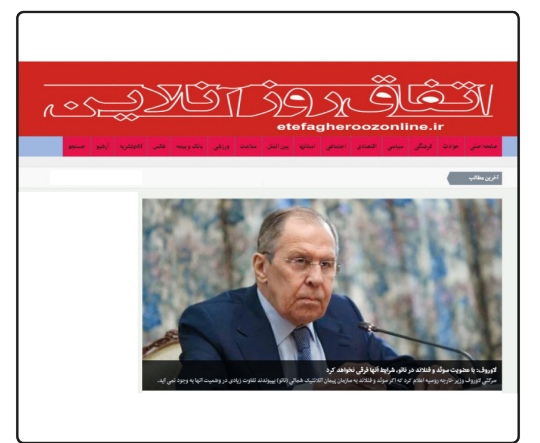 اتفاق روز آنلاین
etefagheroozonline.ir
صفحه اصلی حوادث فرهنگی سیاسی اقتصادی اجتماعی استانها بین الملل سلامت ورزشی بانک و بیمه عکس کافه‌نشریه آرشیو جستجو
آخرین مطالب
لاوروف: با عضویت سوئد و فنلاند در ناتو، شرایط آنها فرقی نخواهد کرد
سرگئی لاوروف وزیر خارجه روسیه اعلام کرد که اگر سوئد و فنلاند به سازمان پیمان آتلانتیک شمالی (ناتو) بپیوندند تفاوت زیادی در وضعیت آنها به وجود نمی آید.